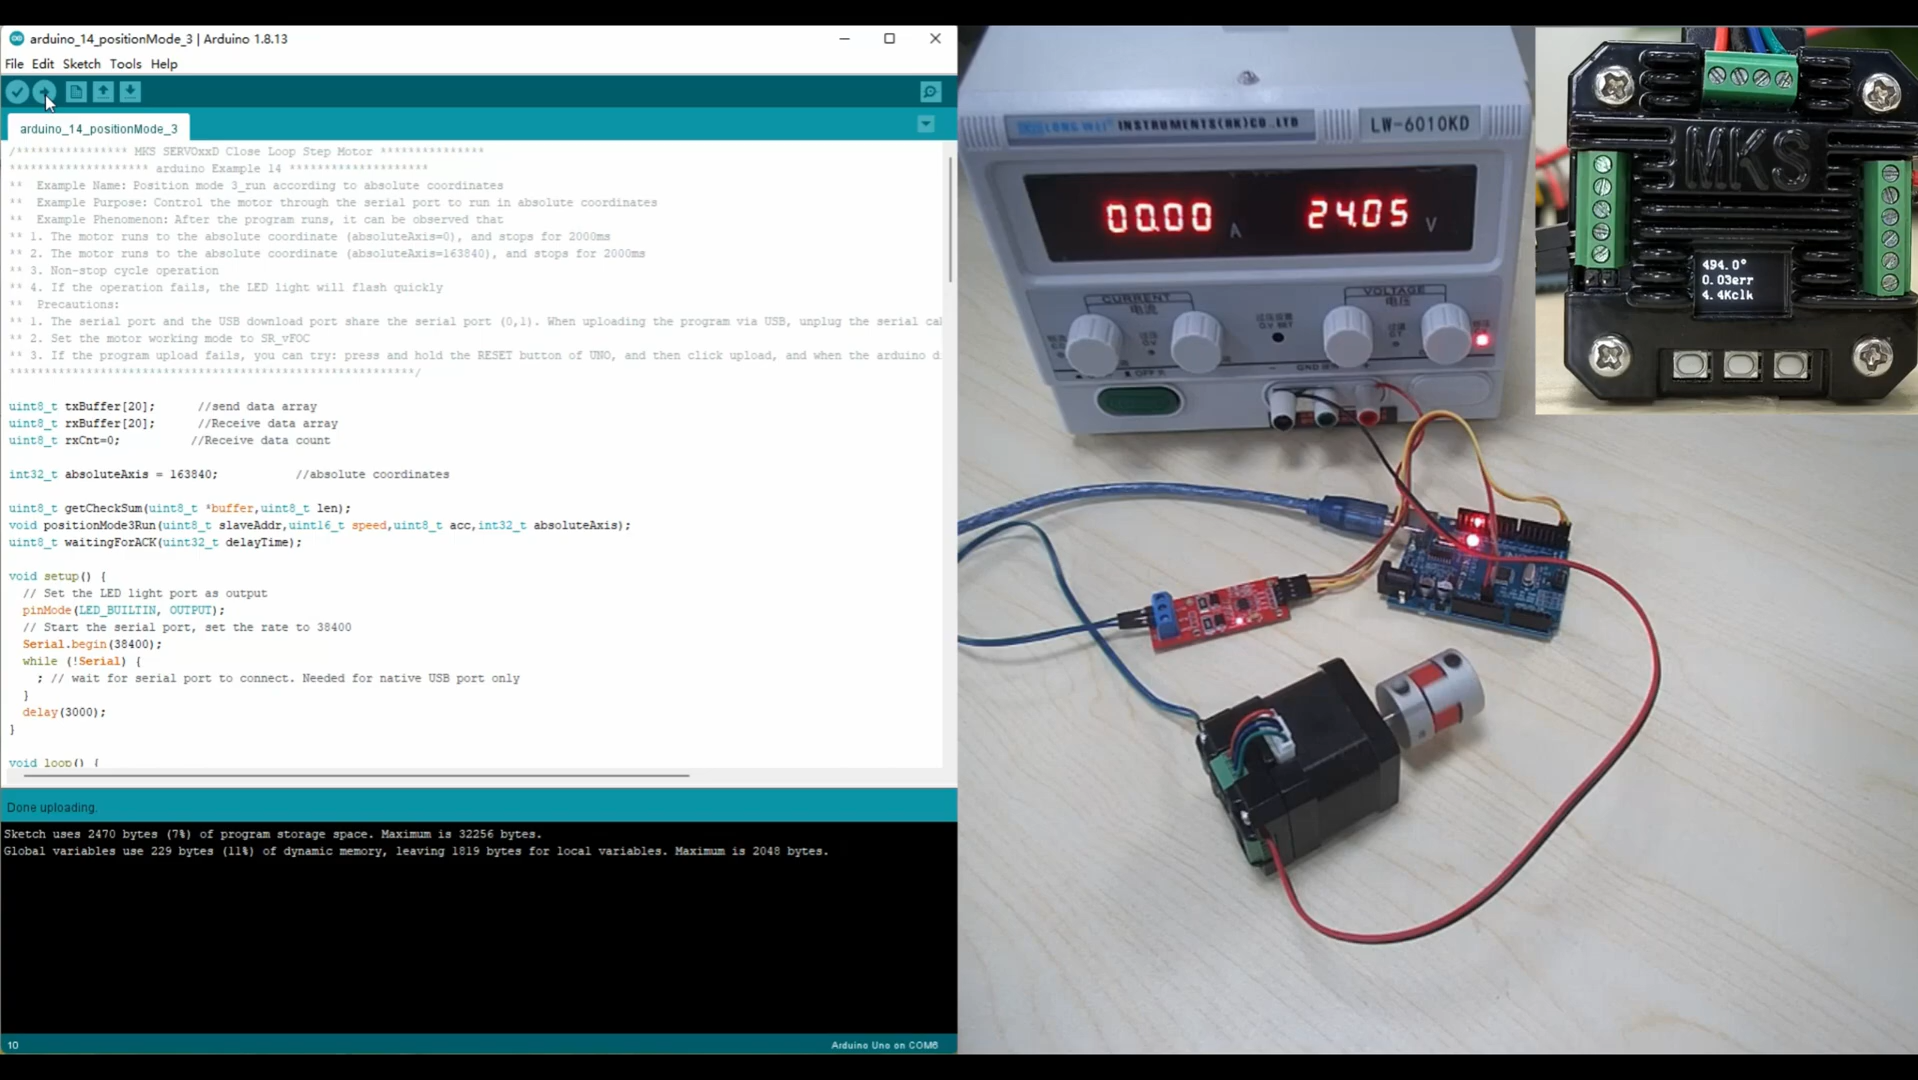 arduino_14_positionMode_3 | Arduino 1.8.13
File Edit Sketch Tools Help
arduino_14_positionMode_3
/**************** MKS SERVOxxD Close Loop Step Motor ***************
******************** arduino Example 14 ********************
** Example Name: Position mode 3_run according to absolute coordinates
** Example Purpose: Control the motor through the serial port to run in absolute coordinates
** Example Phenomenon: After the program runs, it can be observed that
** 1. The motor runs to the absolute coordinate (absoluteAxis=0), and stops for 2000ms
** 2. The motor runs to the absolute coordinate (absoluteAxis=163840), and stops for 2000ms
** 3. Non-stop cycle operation
** 4. If the operation fails, the LED light will flash quickly
** Precautions:
** 1. The serial port and the USB download port share the serial port (0,1). When uploading the program via USB, unplug the serial ca
** 2. Set the motor working mode to SR_vFOC
** 3. If the program upload fails, you can try: press and hold the RESET button of UNO, and then click upload, and when the arduino d
**********************************************************/
uint8_t txBuffer[20]; //send data array
uint8_t rxBuffer[20]; //Receive data array
uint8_t rxCnt=0; //Receive data count
int32_t absoluteAxis = 163840; //absolute coordinates
uint8_t getCheckSum(uint8_t *buffer,uint8_t len);
void positionMode3Run(uint8_t slaveAddr,uint16_t speed,uint8_t acc,int32_t absoluteAxis);
uint8_t waitingForACK(uint32_t delayTime);
void setup() {
// Set the LED light port as output
pinMode(LED_BUILTIN, OUTPUT);
// Start the serial port, set the rate to 38400
Serial.begin(38400);
while (!Serial) {
; // wait for serial port to connect. Needed for native USB port only
}
delay(3000);
}
void loop() {
Done uploading.
Sketch uses 2470 bytes (7%) of program storage space. Maximum is 32256 bytes.
Global variables use 229 bytes (11%) of dynamic memory, leaving 1819 bytes for local variables. Maximum is 2048 bytes.
10
Arduino Uno on COM6
LONG WEI INSTRUMENTS(HK)CO.,LTD
LW-6010KD
00.00 A
24.05 V
CURRENT
电流
VOLTAGE
电压
GND
OFF
MKS
494.0°
0.03err
4.4Kclk